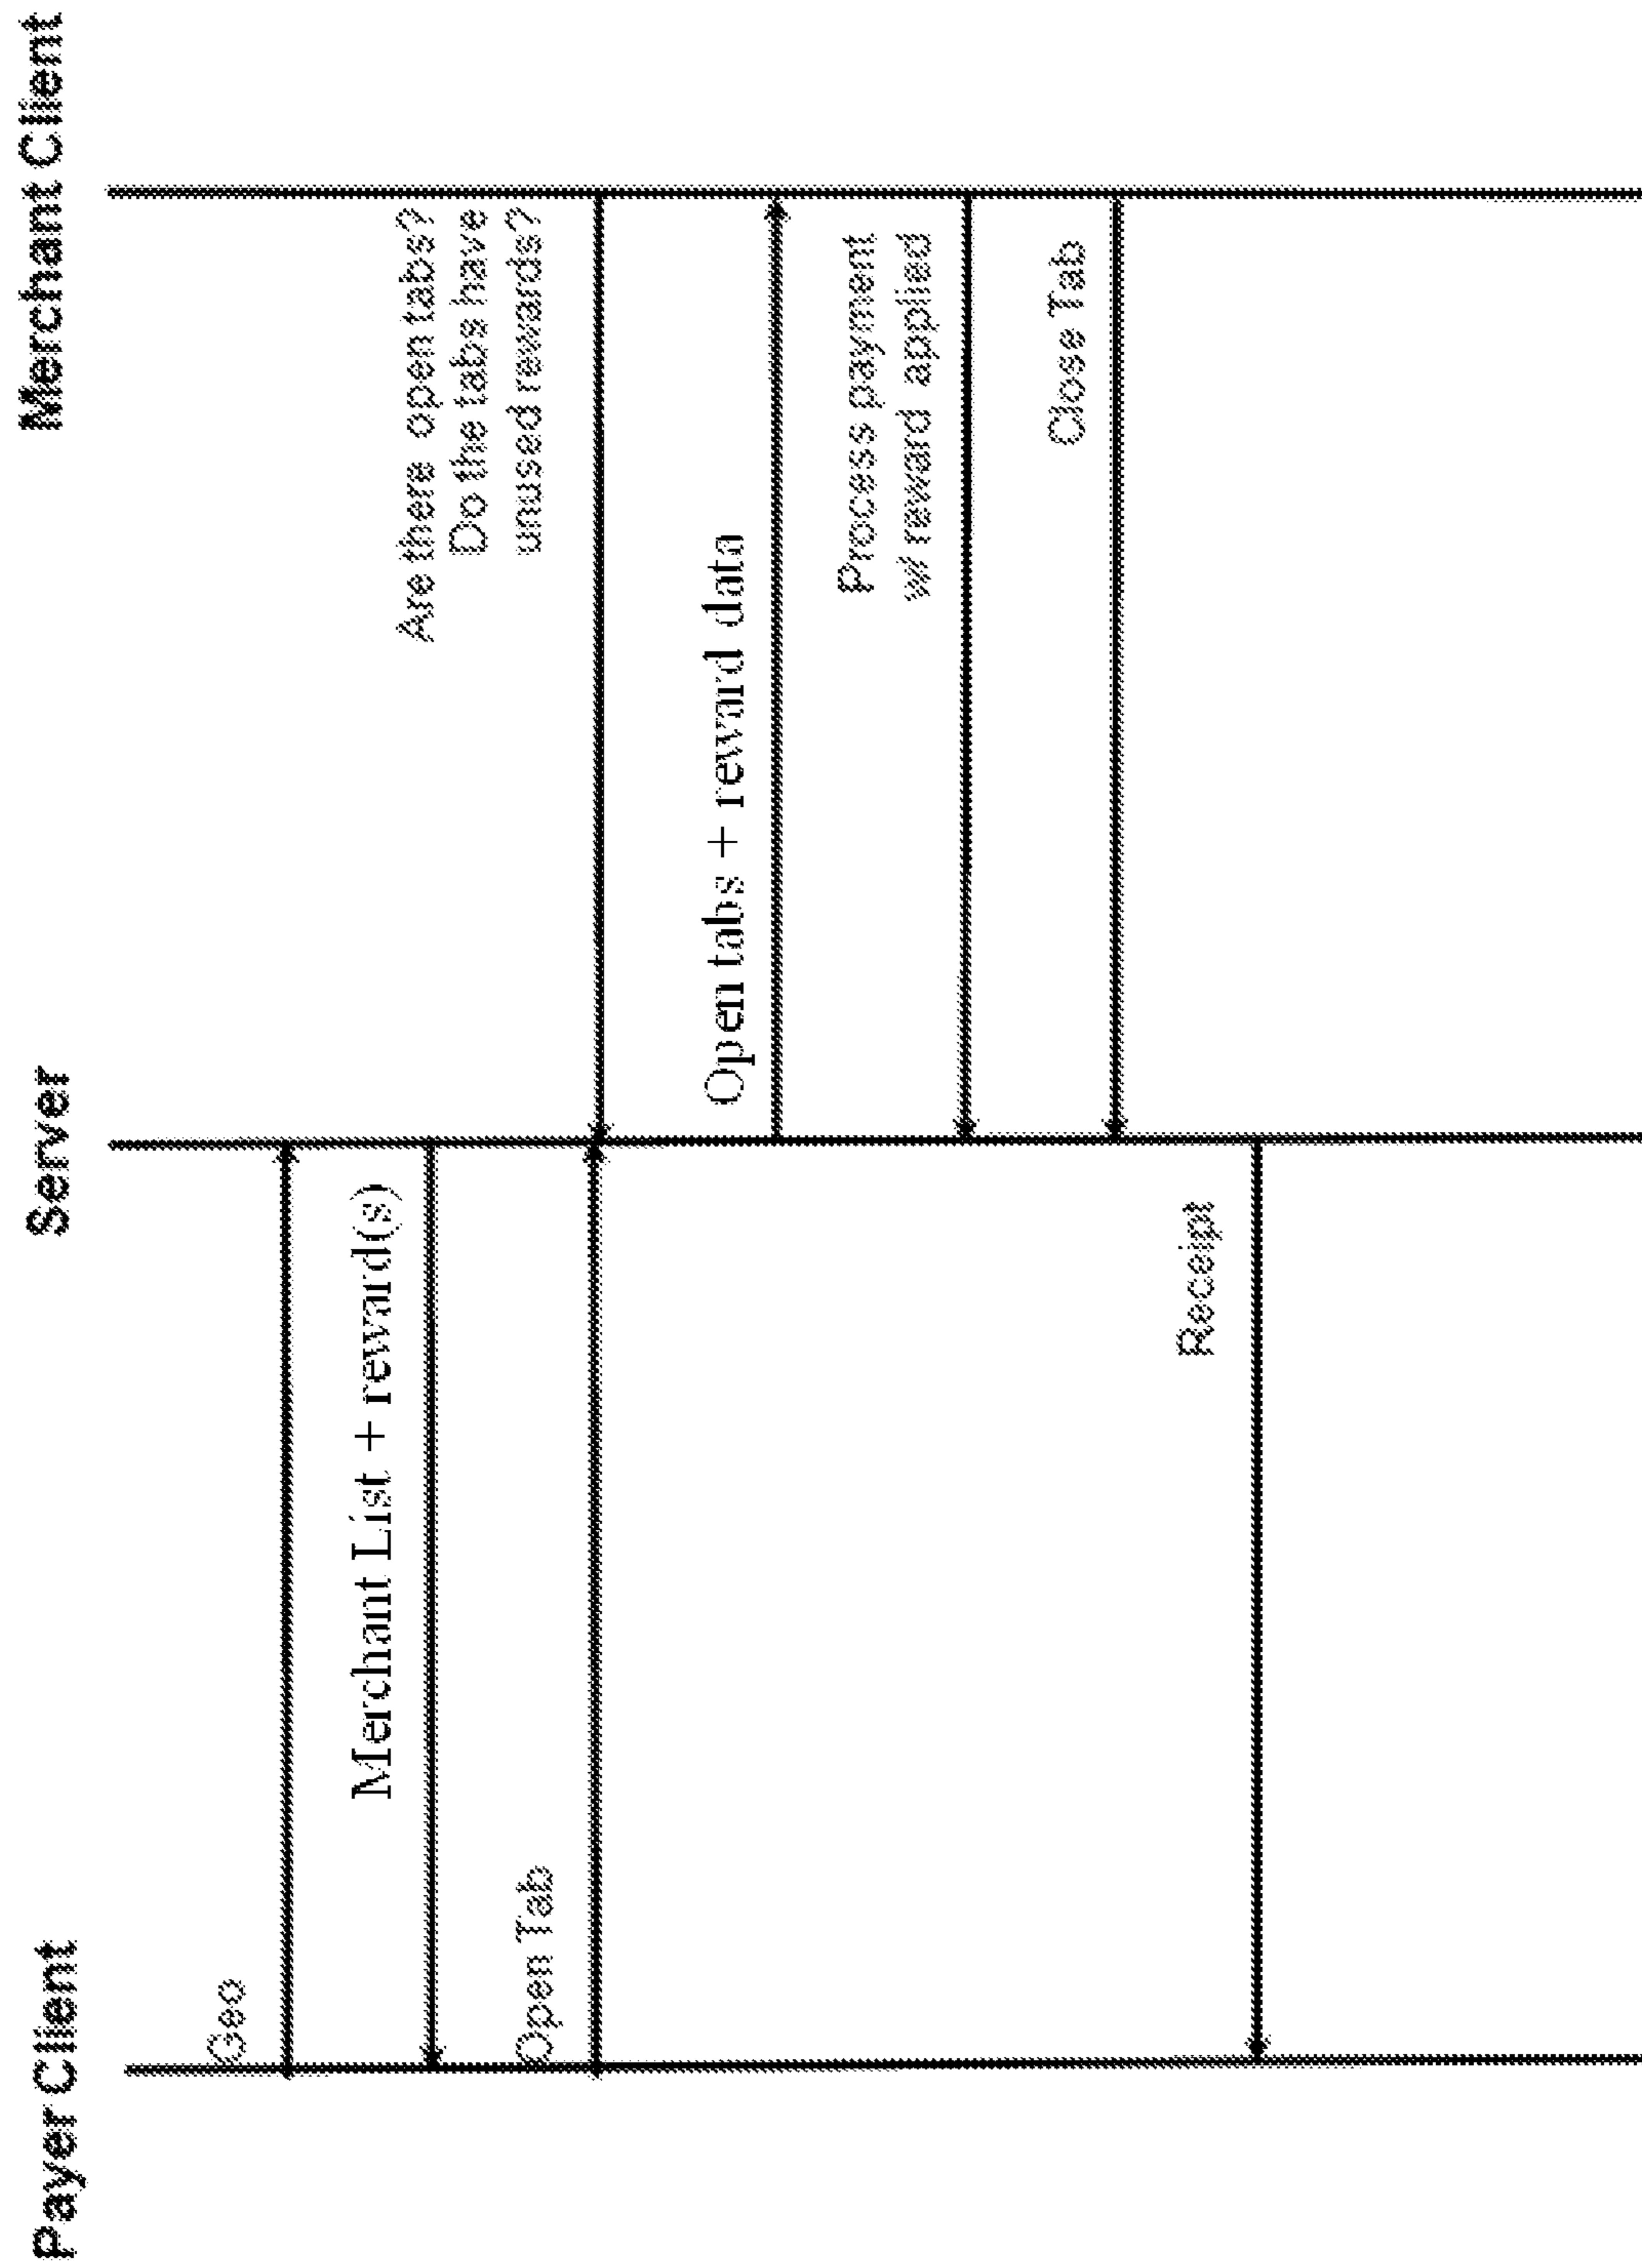 Payer Client
Server
Merchant Client
Geo
Merchant List + reward(s)
Open Tab
Are there open tabs?
Do the tabs have
unused rewards?
Open tabs + reward data
Process payment
w/ reward applied
Close Tab
Receipt